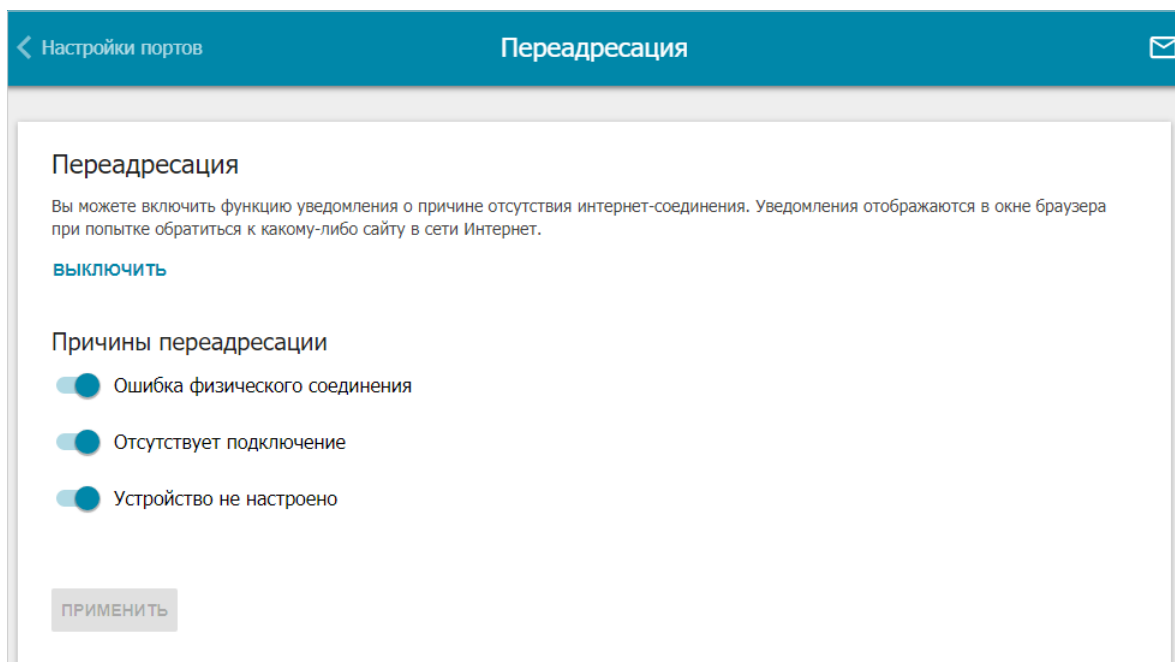 Настройки портов
Переадресация
Переадресация
Вы можете включить функцию уведомления о причине отсутствия интернет-соединения. Уведомления отображаются в окне браузера
при попытке обратиться к какому-либо сайту в сети Интернет.
ВЫКЛЮЧИТЬ
Причины переадресации
Ошибка физического соединения
Отсутствует подключение
Устройство не настроено
ПРИМЕНИТЬ